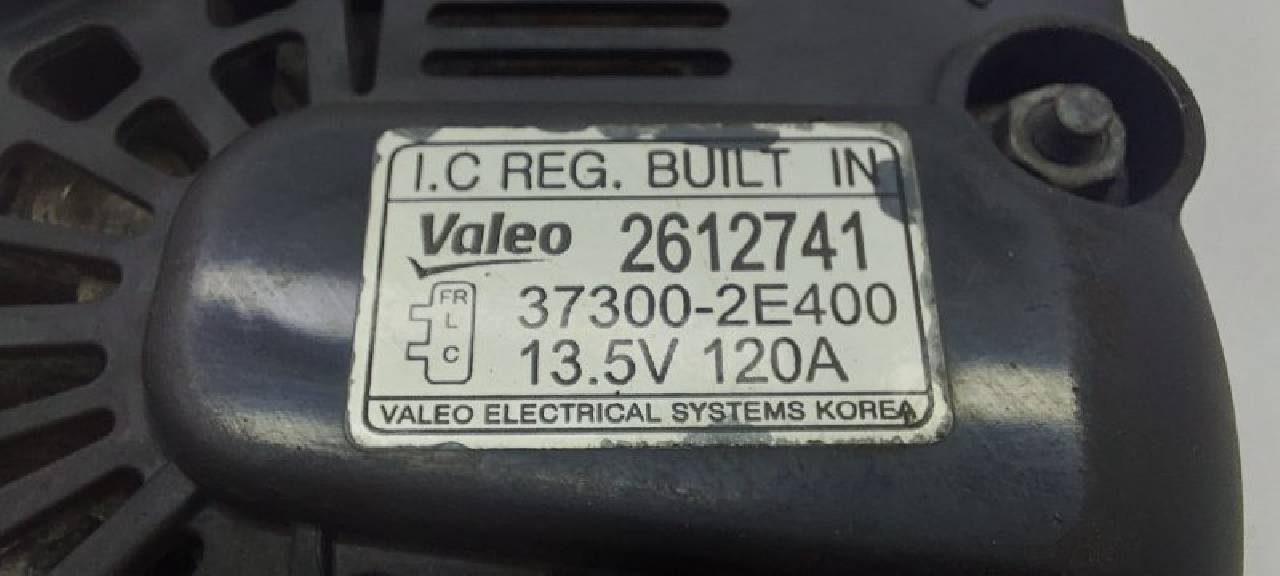 I.C REG. BUILT IN
Valeo 2612741
FR
L
C
37300-2E400
13.5V 120A
VALEO ELECTRICAL SYSTEMS KOREA